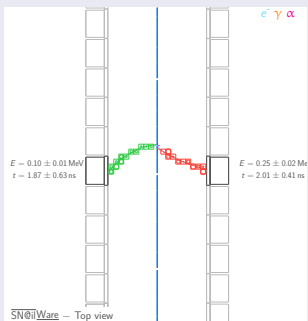 e⁻ γ α
E − 0.10 ± 0.01 MeV
t − 1.87 ± 0.63 ns
E − 0.25 ± 0.02 Me
t − 2.01 ± 0.41 ns
SN@ilWare − Top view